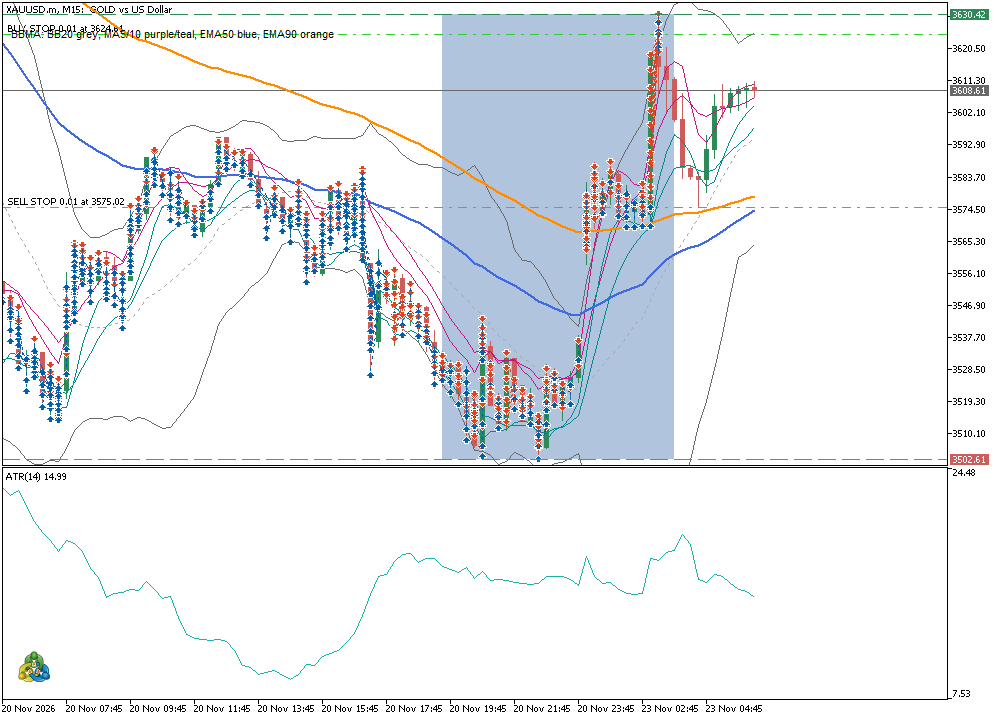 XAUUSD.m, M15: GOLD vs US Dollar
3630.42
BUY STOP 0.01 at 3624.61
BBMA: BB20 grey, MA5/10 purple/teal, EMA50 blue, EMA90 orange
3620.50
3611.30
3608.61
3602.10
3592.90
3583.70
SELL STOP 0.01 at 3575.02
3574.50
3565.30
3556.10
3546.90
3537.70
3528.50
3519.30
3510.10
3502.61
ATR(14) 14.99
24.48
7.53
20 Nov 2026
20 Nov 07:45
20 Nov 09:45
20 Nov 11:45
20 Nov 13:45
20 Nov 15:45
20 Nov 17:45
20 Nov 19:45
20 Nov 21:45
20 Nov 23:45
23 Nov 02:45
23 Nov 04:45